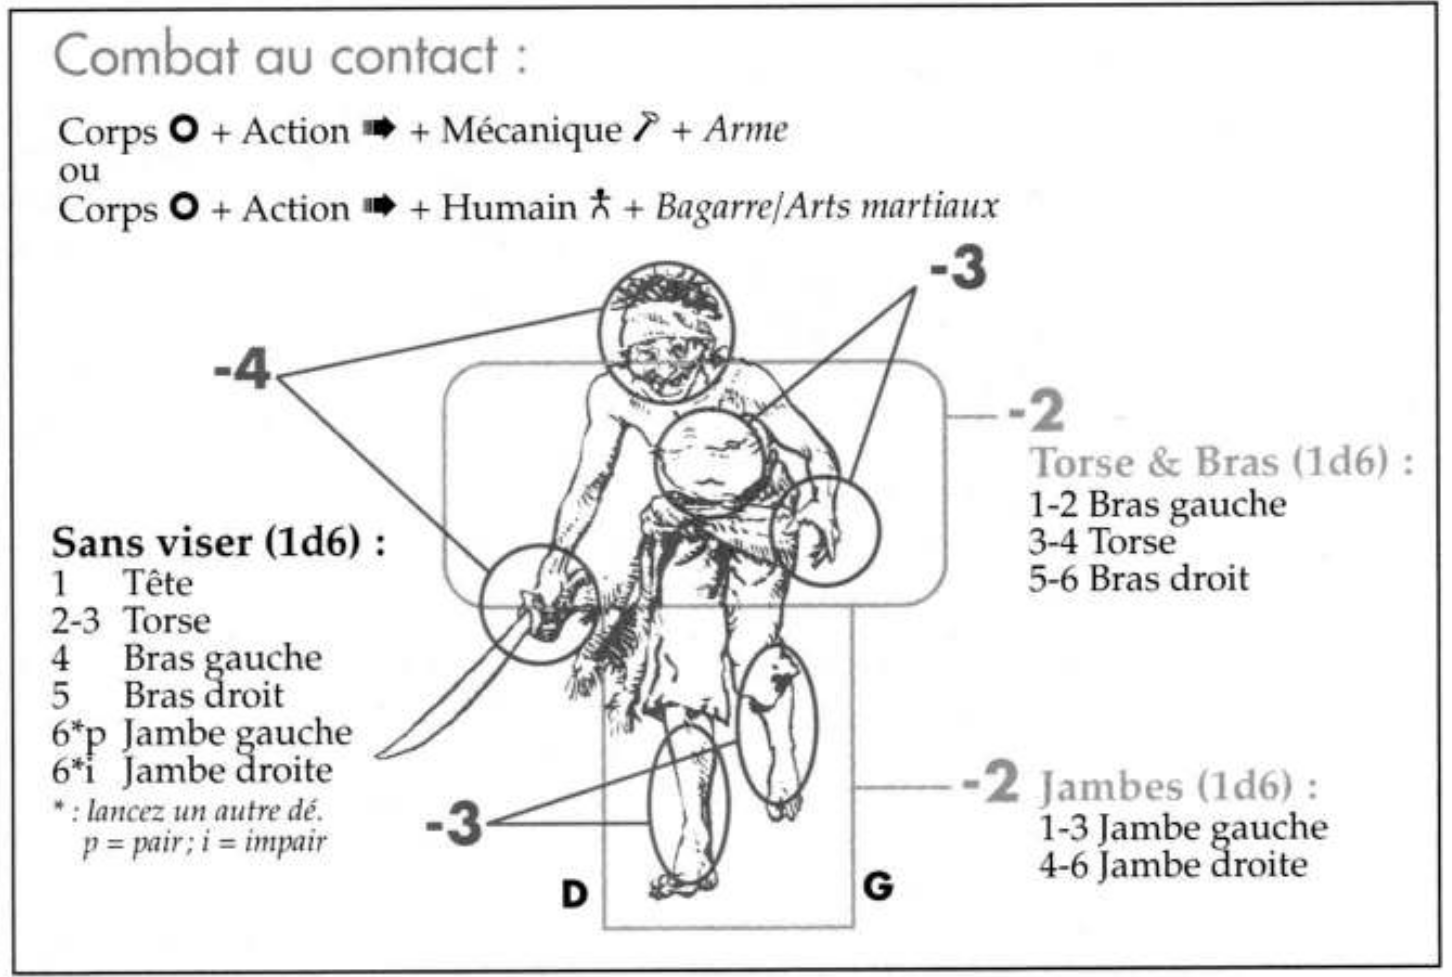 Combat au contact :
Corps + Action + Mécanique + Arme
ou
Corps + Action + Humain + Bagarre/Arts martiaux
-3
-4
-2
Torse & Bras (1d6) :
1-2 Bras gauche
3-4 Torse
5-6 Bras droit
Sans viser (1d6) :
1 Tête
2-3 Torse
4 Bras gauche
5 Bras droit
6*p Jambe gauche
6*i Jambe droite
* : lancez un autre dé.
p = pair ; i = impair
-3
-2 Jambes (1d6) :
1-3 Jambe gauche
4-6 Jambe droite
D
G